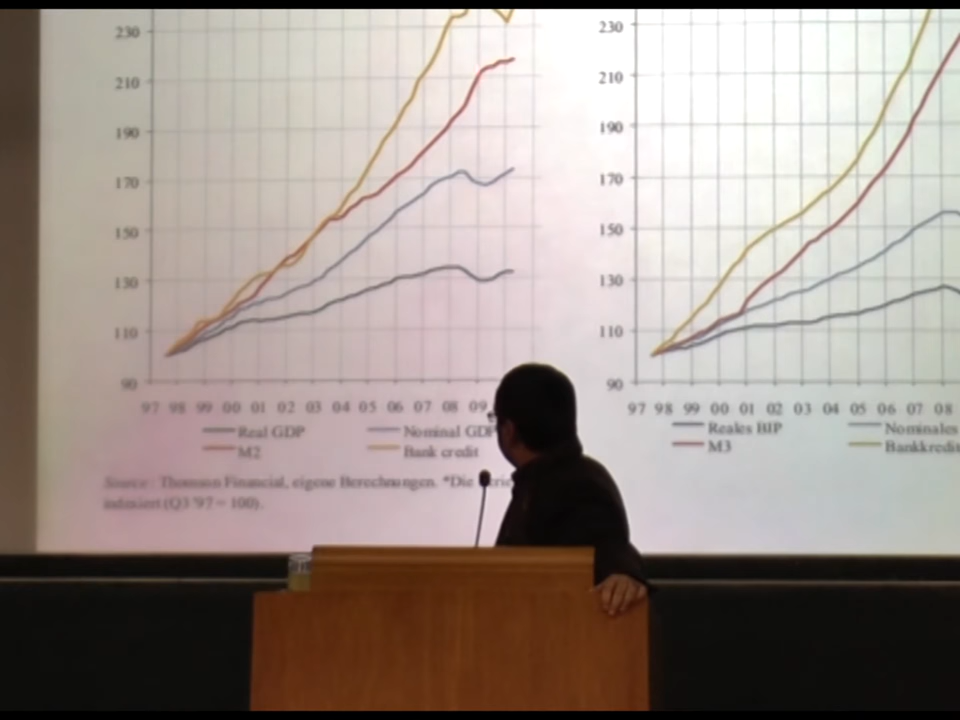 230
210
190
170
150
130
110
90
97 98 99 00 01 02 03 04 05 06 07 08 09
Real GDP
Nominal GDP
M2
Bank credit
Source: Thomson Financial, eigene Berechnungen. *Die
indexiert (Q3 '97 = 100).
230
210
190
170
150
130
110
90
97 98 99 00 01 02 03 04 05 06 07 08
Reales BIP
Nominales
M3
Bankkredit